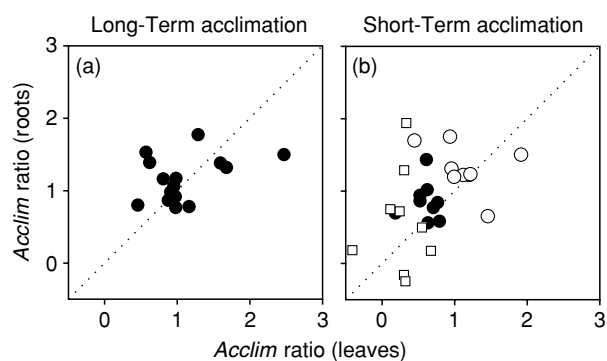 Long-Term acclimation Short-Term acclimation
3 (a) (b)
2
1
0
Acclim ratio (roots)
0 1 2 3 0 1 2 3
Acclim ratio (leaves)